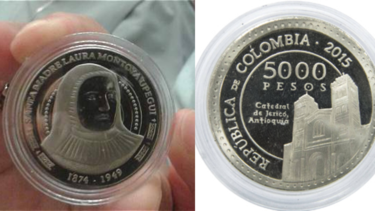 MADRE LAURA MONTOYA UPEGUI
1874 · 1949
REPÚBLICA DE COLOMBIA · 2015
5000
PESOS
Catedral
de Jericó,
Antioquia